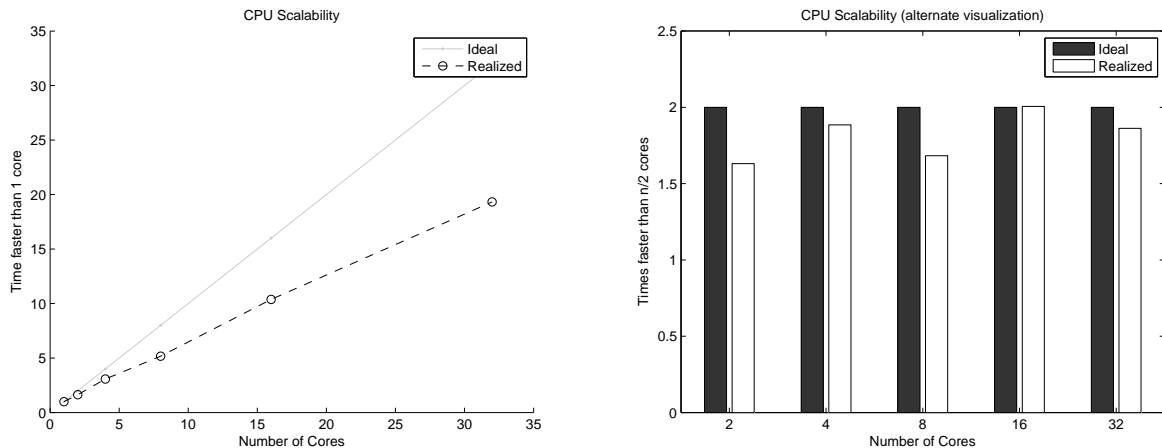 CPU Scalability
35
30
25
20
15
10
5
0
Time faster than 1 core
Ideal
Realized
0 5 10 15 20 25 30 35
Number of Cores
CPU Scalability (alternate visualization)
2.5
2
1.5
1
0.5
0
Times faster than n/2 cores
Ideal
Realized
2 4 8 16 32
Number of Cores